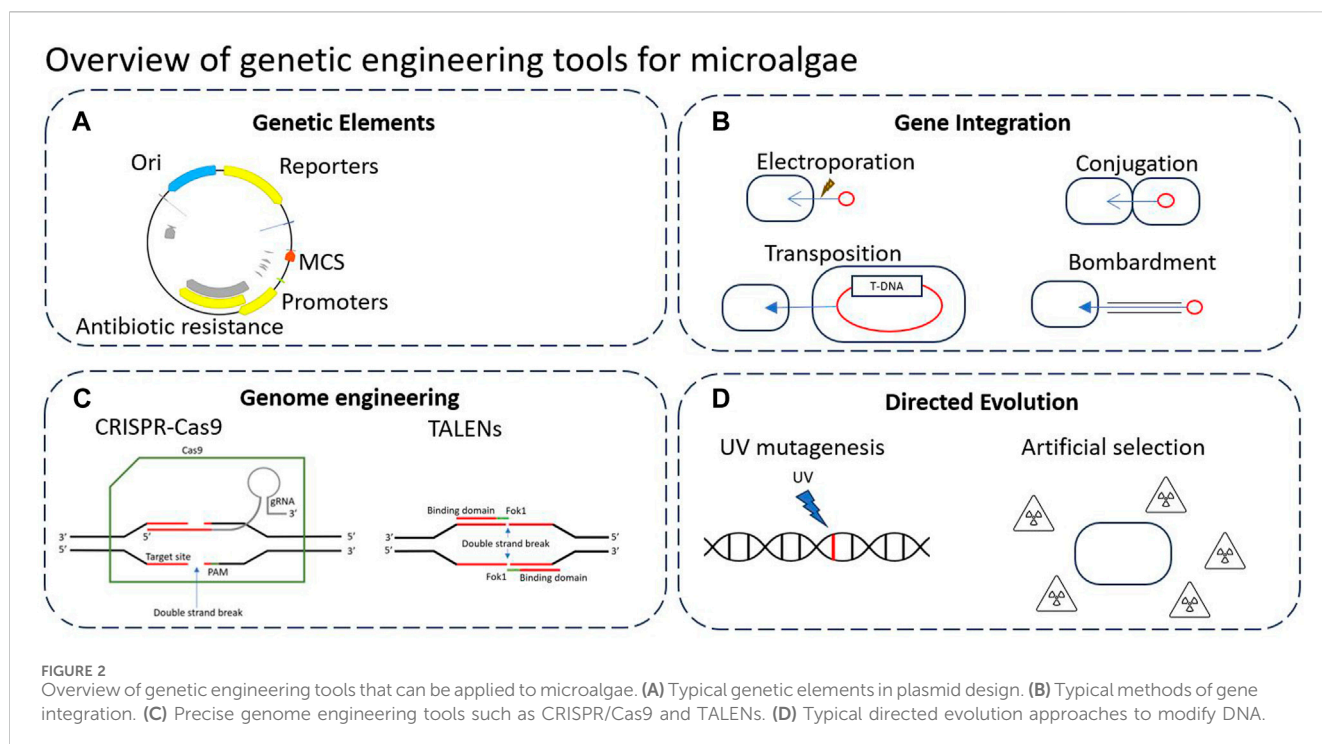 Overview of genetic engineering tools for microalgae
A
Genetic Elements
Ori
Reporters
MCS
Promoters
Antibiotic resistance
B
Gene Integration
Electroporation
Conjugation
Transposition
T-DNA
Bombardment
C
Genome engineering
CRISPR-Cas9
Cas9
gRNA
3’
3’
5’
5’
5’
3’
Target site
PAM
Double strand break
TALENs
Binding domain
Fok1
3’
5’
Double strand break
5’
3’
Fok1
Binding domain
D
Directed Evolution
UV mutagenesis
UV
Artificial selection
FIGURE 2
Overview of genetic engineering tools that can be applied to microalgae. (A) Typical genetic elements in plasmid design. (B) Typical methods of gene
integration. (C) Precise genome engineering tools such as CRISPR/Cas9 and TALENs. (D) Typical directed evolution approaches to modify DNA.